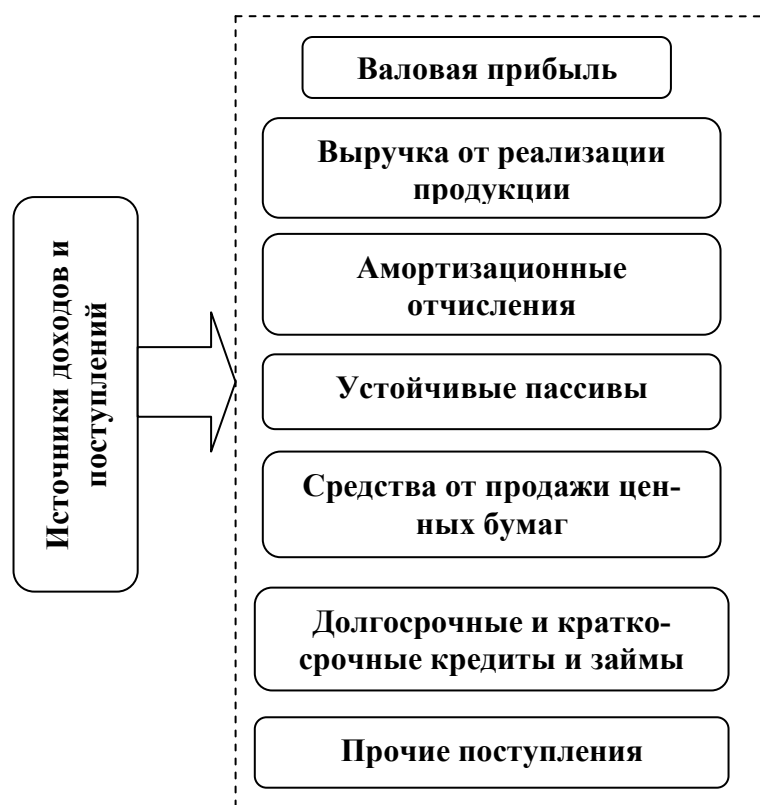 Источники доходов и
поступлений
Валовая прибыль
Выручка от реализации
продукции
Амортизационные
отчисления
Устойчивые пассивы
Средства от продажи цен-
ных бумаг
Долгосрочные и кратко-
срочные кредиты и займы
Прочие поступления